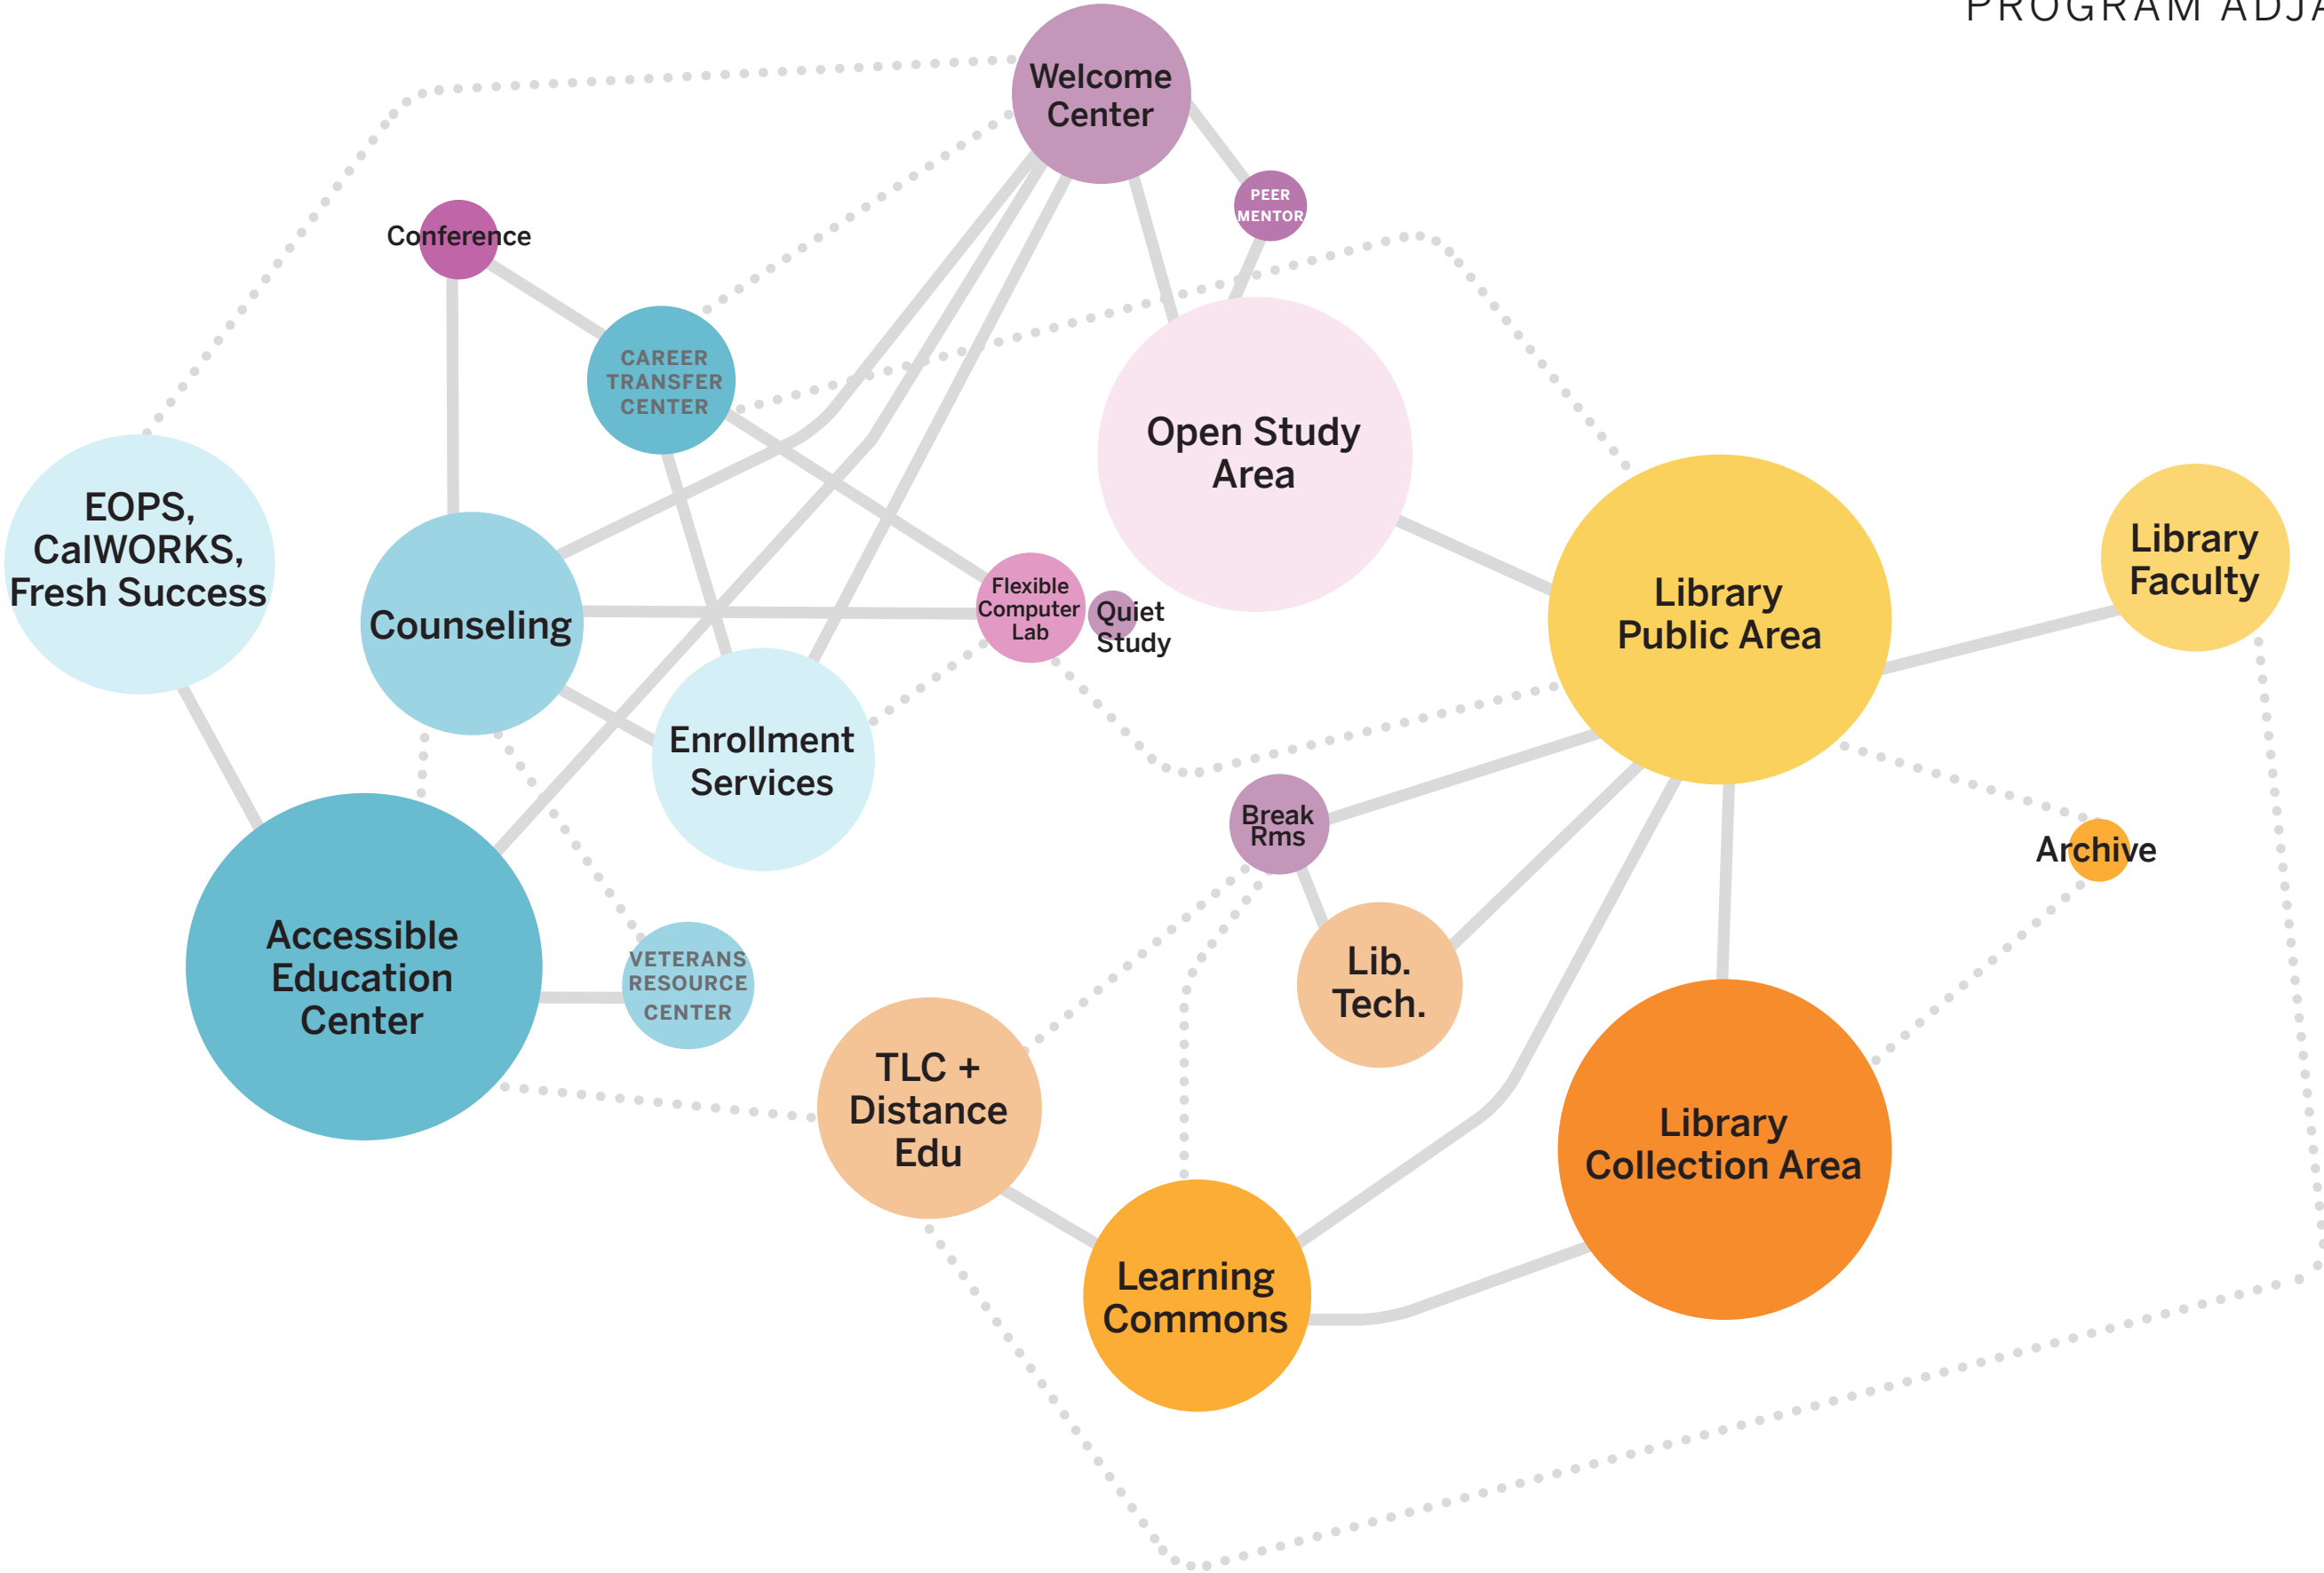 PROGRAM
Welcome
Center
PEER
MENTOR
Conference
CAREER
TRANSFER
CENTER
Open Study
Area
EOPS,
CalWORKS,
Fresh Success
Counseling
Flexible
Computer
Lab
Quiet
Study
Library
Public Area
Library
Faculty
Enrollment
Services
Break
Rms
Archive
Accessible
Education
Center
VETERANS
RESOURCE
CENTER
Lib.
Tech.
TLC +
Distance
Edu
Library
Collection Area
Learning
Commons